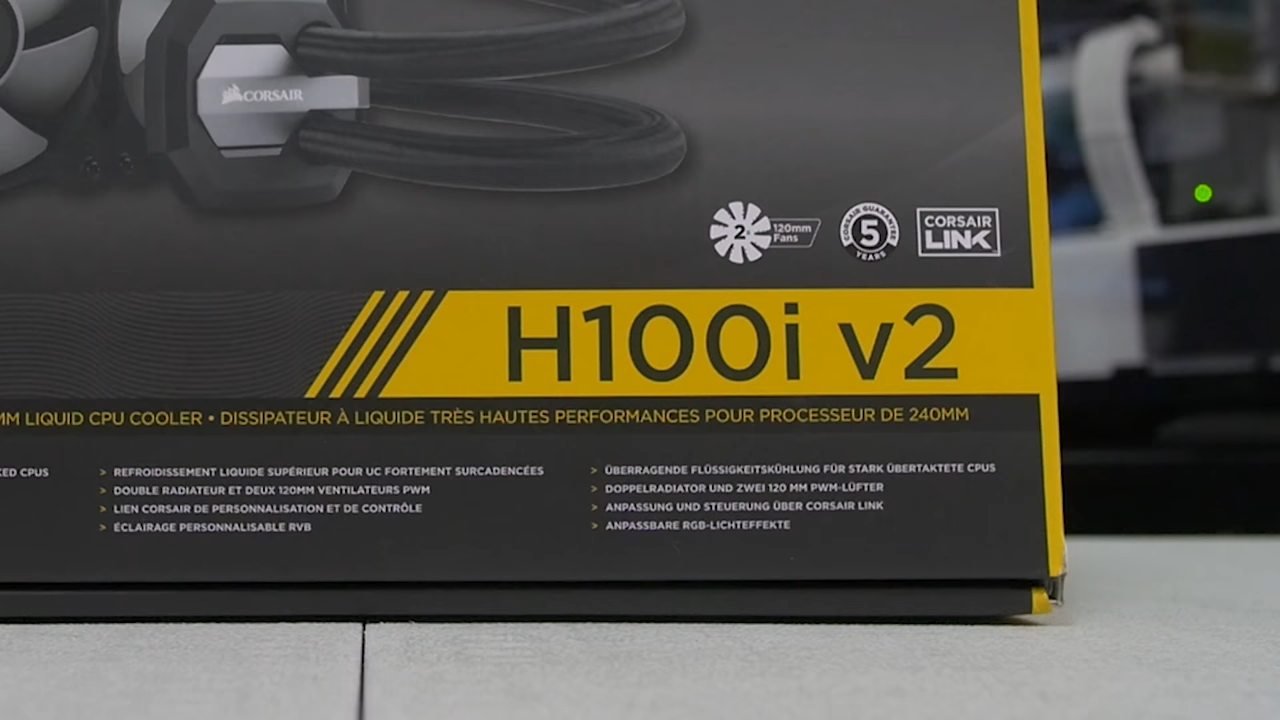 CORSAIR
2x 120mm
Fans
CORSAIR GUARANTEE
5
YEARS
CORSAIR
LINK
H100i v2
MM LIQUID CPU COOLER • DISSIPATEUR À LIQUIDE TRÈS HAUTES PERFORMANCES POUR PROCESSEUR DE 240MM
CPUS
> REFROIDISSEMENT LIQUIDE SUPÉRIEUR POUR UC FORTEMENT SURCADENCÉES
> DOUBLE RADIATEUR ET DEUX 120MM VENTILATEURS PWM
> LIEN CORSAIR DE PERSONNALISATION ET DE CONTRÔLE
> ÉCLAIRAGE PERSONNALISABLE RVB
> ÜBERRAGENDE FLÜSSIGKEITSKÜHLUNG FÜR STARK ÜBERTAKTETE CPUS
> DOPPELRADIATOR UND ZWEI 120 MM PWM-LÜFTER
> ANPASSUNG UND STEUERUNG ÜBER CORSAIR LINK
> ANPASSBARE RGB-LICHTEFFEKTE